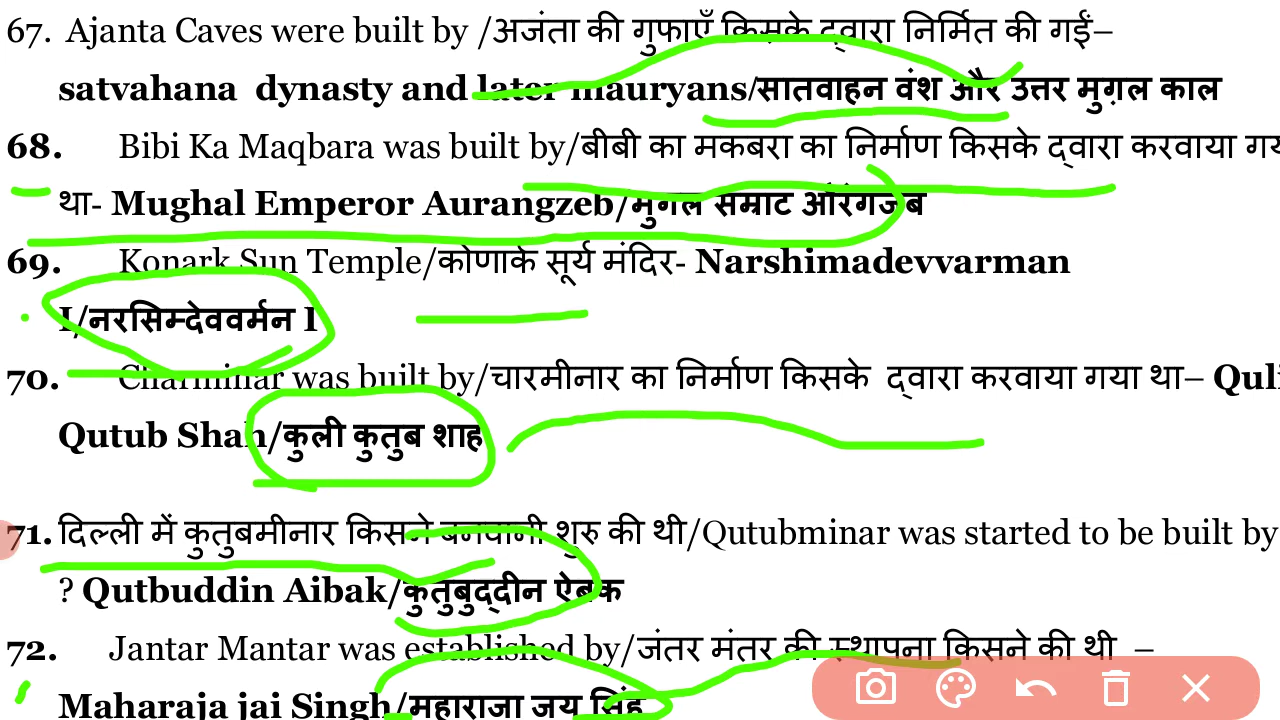 67. Ajanta Caves were built by /अजंता की गुफाएँ किसके द्वारा निर्मित की गईं–
satvahana dynasty and later mauryans/सातवाहन वंश और उत्तर मुग़ल काल
68. Bibi Ka Maqbara was built by/बीबी का मकबरा का निर्माण किसके द्वारा करवाया गय
था- Mughal Emperor Aurangzeb/मुगल सम्राट औरंगजेब
69. Konark Sun Temple/कोणार्क सूर्य मंदिर- Narshimadevvarman
I/नरसिम्देववर्मन I
70. Charminar was built by/चारमीनार का निर्माण किसके द्वारा करवाया गया था– Quli
Qutub Shah/कुली कुतुब शाह
71. दिल्ली में कुतुबमीनार किसने बनवानी शुरु की थी/Qutubminar was started to be built by
? Qutbuddin Aibak/कुतुबुद्दीन ऐबक
72. Jantar Mantar was established by/जंतर मंतर की स्थापना किसने की थी –
Maharaja jai Singh/महाराजा जय सिंह